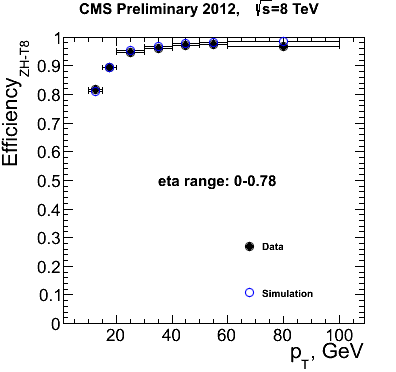 CMS Preliminary 2012, √s=8 TeV
Efficiency ZH-T8
1
0.9
0.8
0.7
0.6
0.5
0.4
0.3
0.2
0.1
0
eta range: 0-0.78
Data
Simulation
20 40 60 80 100
p_T, GeV